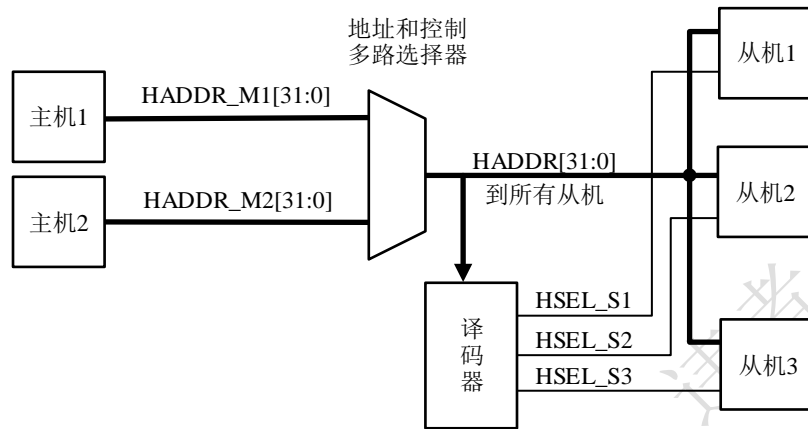 地址和控制
多路选择器
主机1
HADDR_M1[31:0]
从机1
HADDR[31:0]
到所有从机
主机2
HADDR_M2[31:0]
从机2
译
码
器
HSEL_S1
HSEL_S2
HSEL_S3
从机3